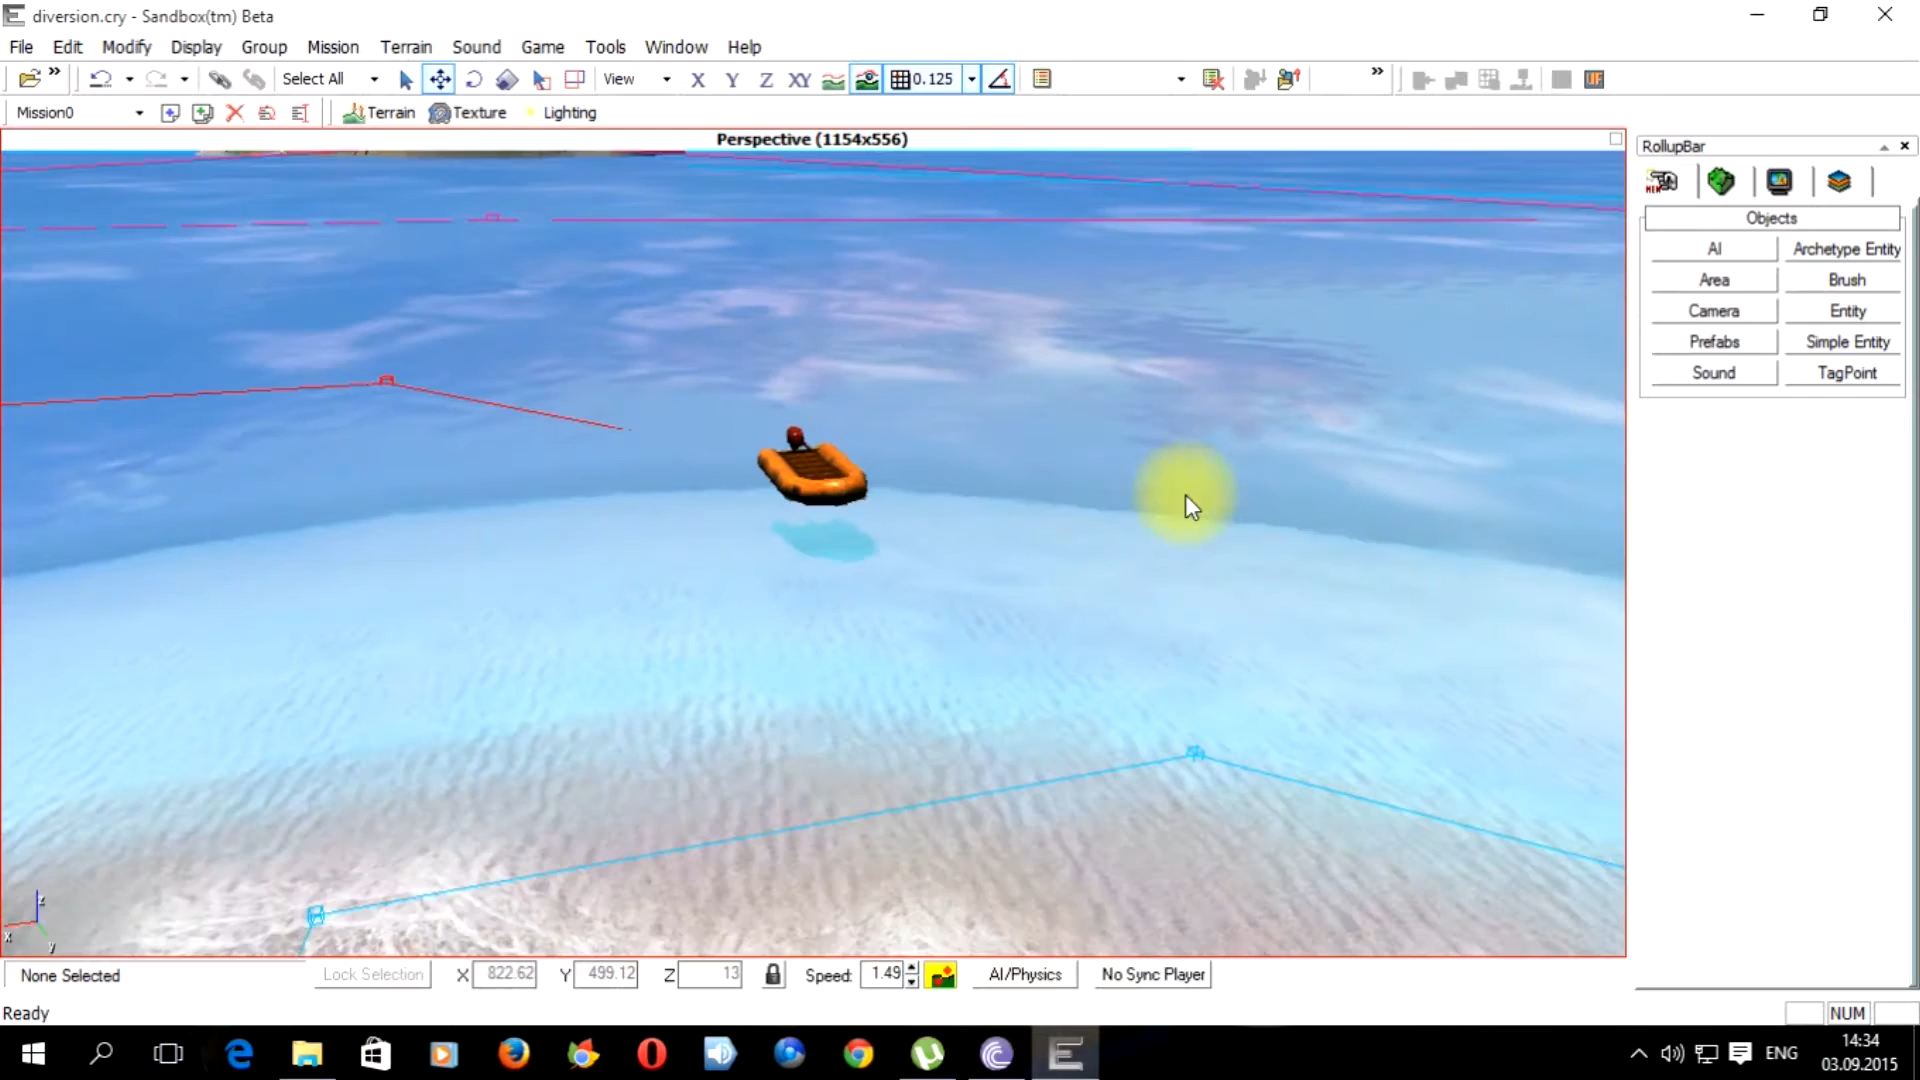 diversion.cry - Sandbox(tm) Beta
File Edit Modify Display Group Mission Terrain Sound Game Tools Window Help
Select All View X Y Z XY 0.125
Mission0 Terrain Texture Lighting
Perspective (1154x556)
RollupBar
Objects
AI Archetype Entity
Area Brush
Camera Entity
Prefabs Simple Entity
Sound TagPoint
z
x
y
None Selected Lock Selection X 822.62 Y 499.12 Z 13 Speed: 1.49 AI/Physics No Sync Player
Ready NUM
ENG 14:34
03.09.2015